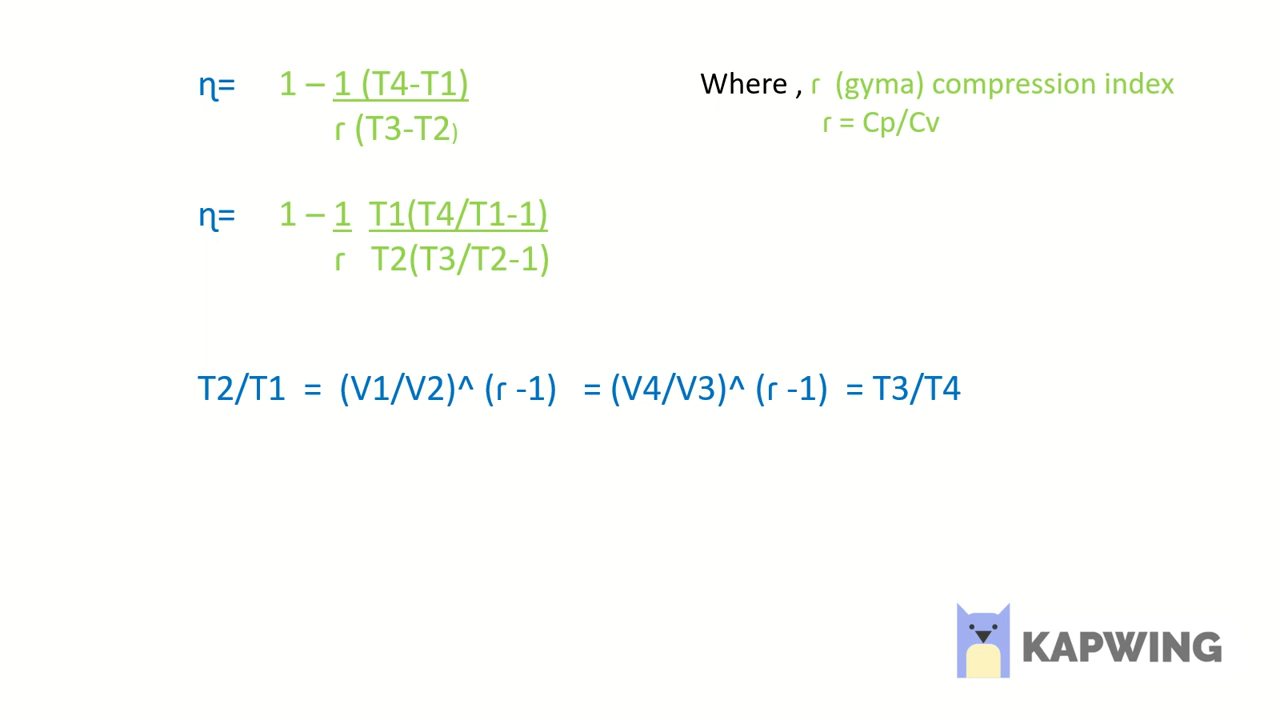 η= 1 – 1 (T4-T1)
r (T3-T2)
Where , r (gyma) compression index
r = Cp/Cv
η= 1 – 1 T1(T4/T1-1)
r T2(T3/T2-1)
T2/T1 = (V1/V2)^ (r -1) = (V4/V3)^ (r -1) = T3/T4
KAPWING